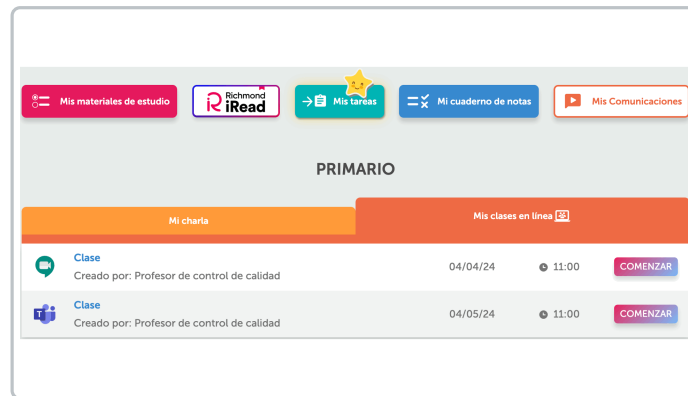 Mis materiales de estudio
Richmond
iRead
Mis tareas
Mi cuaderno de notas
Mis Comunicaciones
PRIMARIO
Mi charla
Mis clases en línea
Clase
Creado por: Profesor de control de calidad
04/04/24 11:00 COMENZAR
Clase
Creado por: Profesor de control de calidad
04/05/24 11:00 COMENZAR